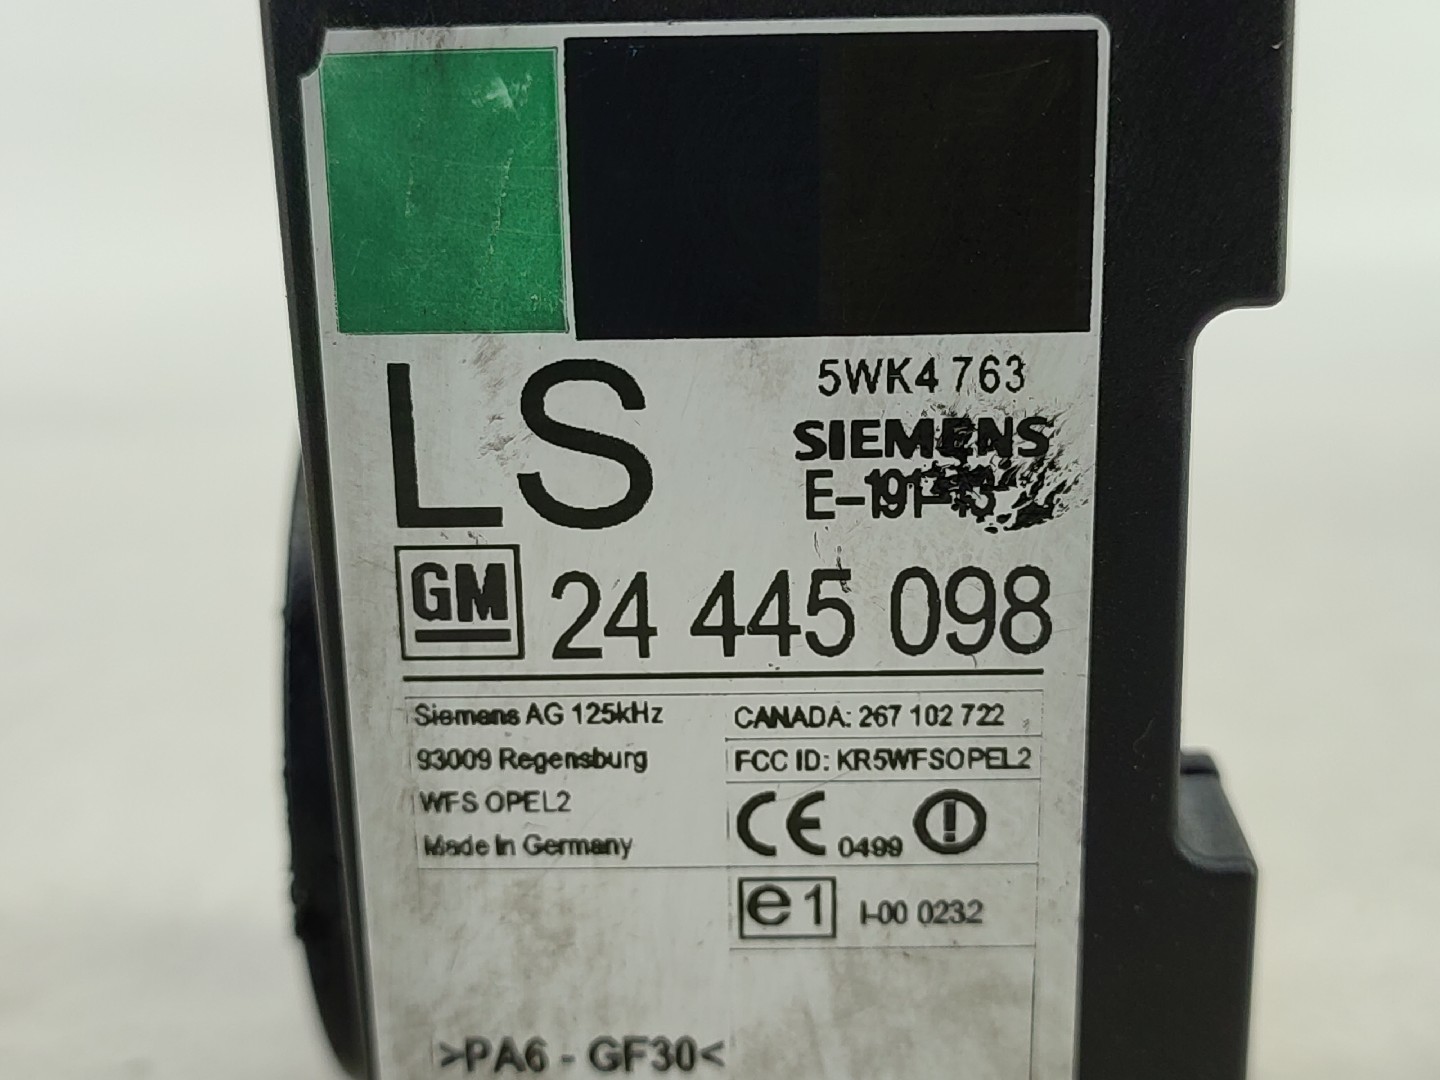 LS
5WK4 763
SIEMENS
GM 24 445 098
Siemens AG 125kHz
93009 Regensburg
WFS OPEL2
Made In Germany
CANADA: 267 102 722
FCC ID: KR5WFSOPEL2
CE 0499
e1 I-00 0232
>PA6 - GF30<